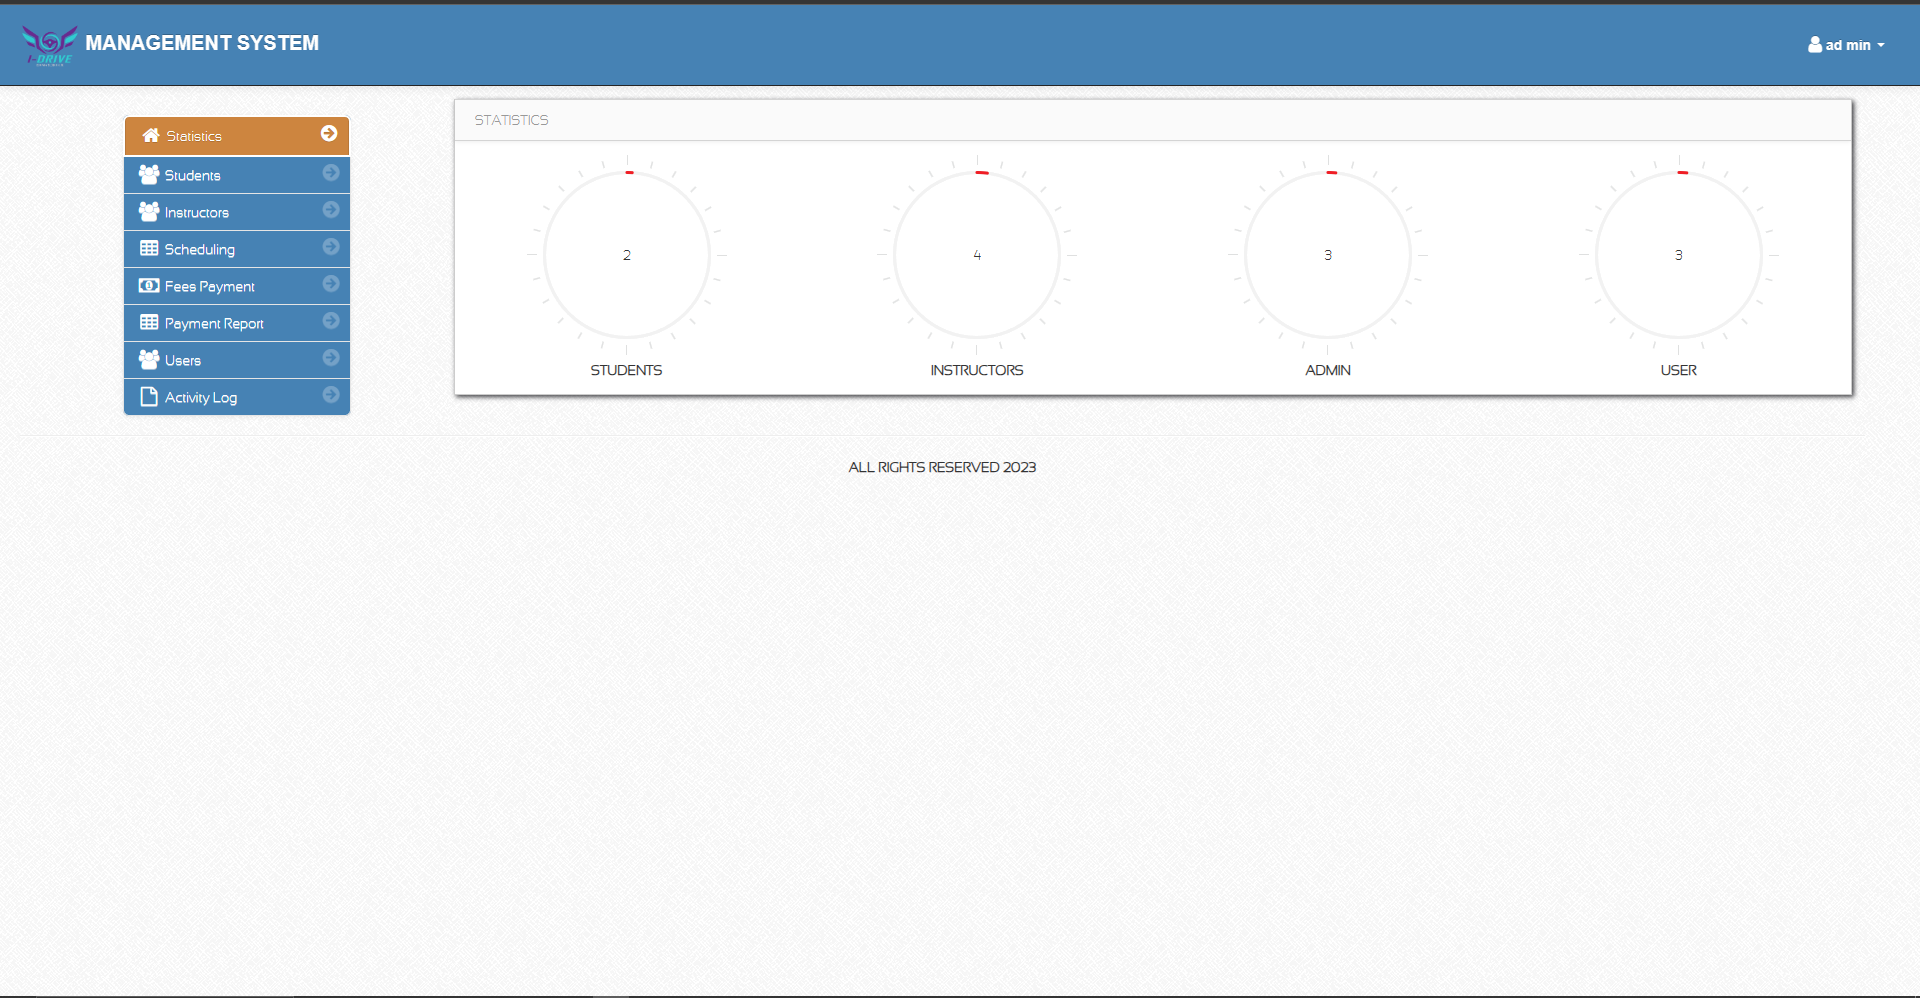 I-DRIVE
MANAGEMENT SYSTEM
ad min
Statistics
Students
Instructors
Scheduling
Fees Payment
Payment Report
Users
Activity Log
STATISTICS
2
STUDENTS
4
INSTRUCTORS
3
ADMIN
3
USER
ALL RIGHTS RESERVED 2023